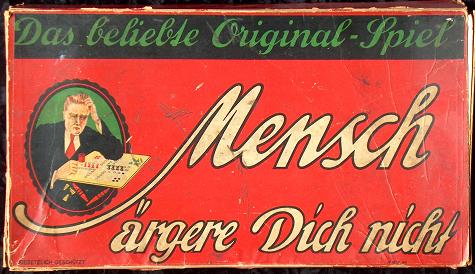 Das beliebte Original-Spiel
Mensch
ärgere Dich nicht
GESETZLICH GESCHÜTZT